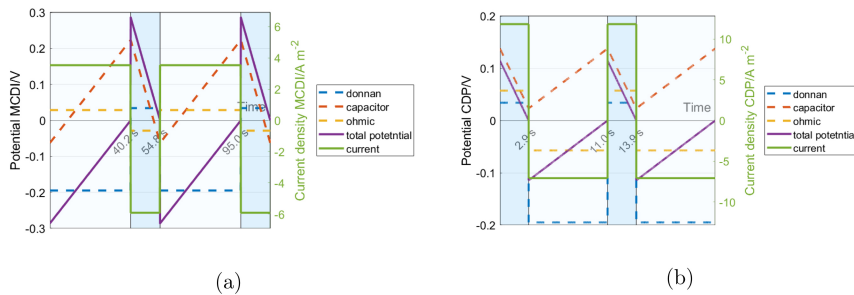 0.3
0.2
0.1
0
-0.1
-0.2
-0.3
Potential MCDI/V
6
4
2
0
-2
-4
-6
Current density MCDI/A m-2
Time
40.2 s
54.8 s
95.0 s
donnan
capacitor
ohmic
total potetntial
current
(a)
0.2
0.1
0
-0.1
-0.2
Potential CDP/V
10
5
0
-5
-10
Current density CDP/A m-2
Time
2.9 s
11.0 s
13.9 s
donnan
capacitor
ohmic
total potetntial
current
(b)